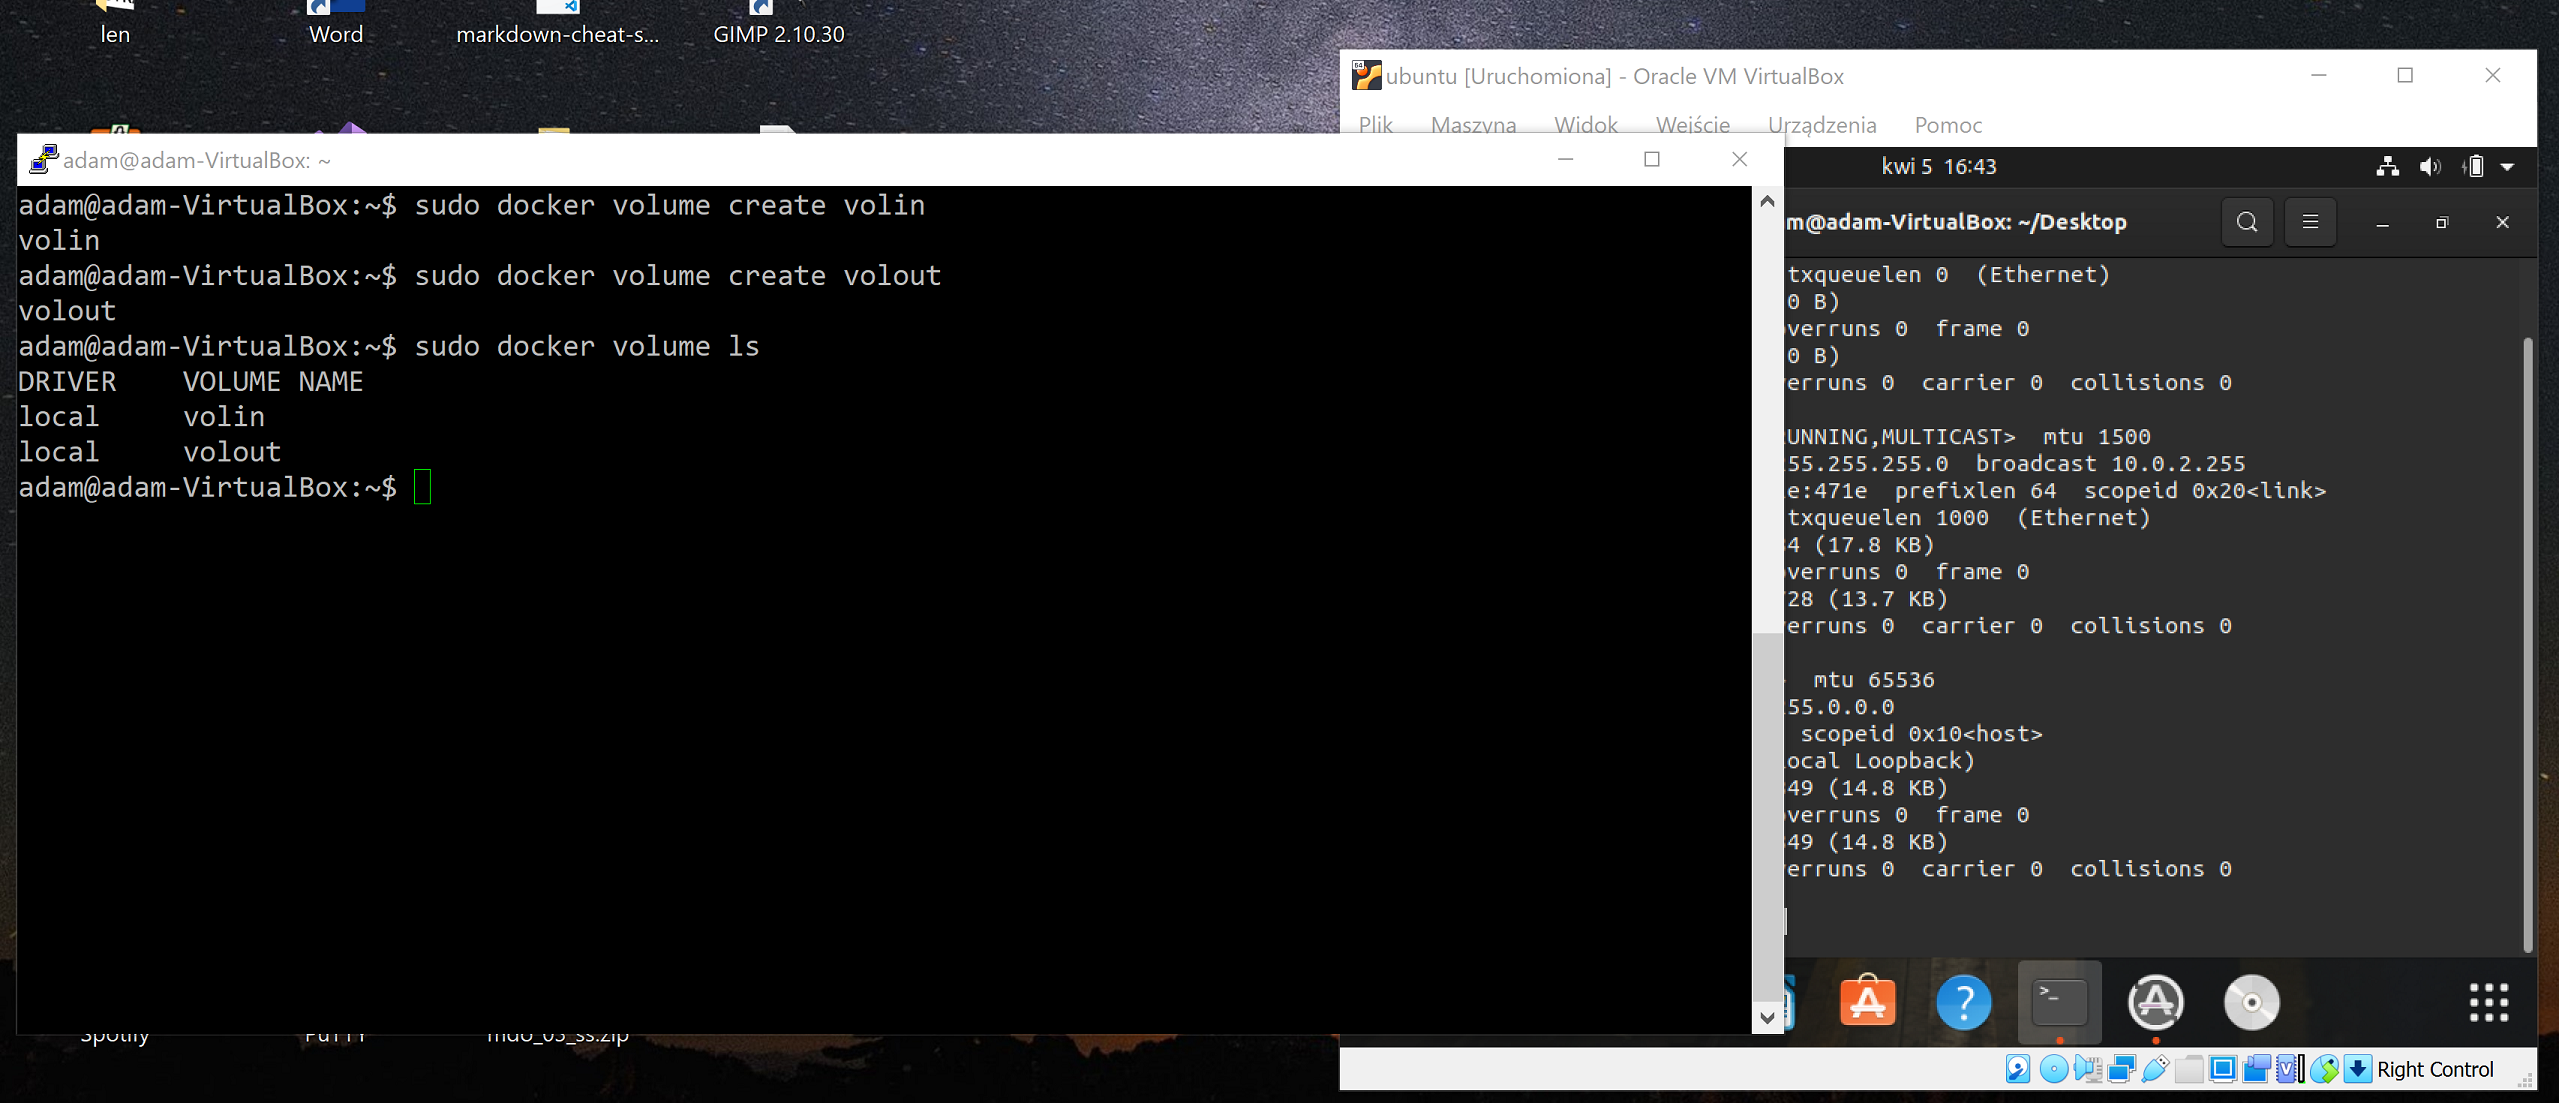 len
Word
markdown-cheat-s...
GIMP 2.10.30
ubuntu [Uruchomiona] - Oracle VM VirtualBox
Plik Maszyna Widok Wejście Urządzenia Pomoc
adam@adam-VirtualBox: ~
adam@adam-VirtualBox:~$ sudo docker volume create volin
volin
adam@adam-VirtualBox:~$ sudo docker volume create volout
volout
adam@adam-VirtualBox:~$ sudo docker volume ls
DRIVER VOLUME NAME
local volin
local volout
adam@adam-VirtualBox:~$
kwi 5 16:43
m@adam-VirtualBox: ~/Desktop
txqueuelen 0 (Ethernet)
0 B)
verruns 0 frame 0
0 B)
erruns 0 carrier 0 collisions 0
UNNING,MULTICAST> mtu 1500
55.255.255.0 broadcast 10.0.2.255
e:471e prefixlen 64 scopeid 0x20<link>
txqueuelen 1000 (Ethernet)
4 (17.8 KB)
verruns 0 frame 0
28 (13.7 KB)
erruns 0 carrier 0 collisions 0
mtu 65536
55.0.0.0
scopeid 0x10<host>
ocal Loopback)
49 (14.8 KB)
verruns 0 frame 0
49 (14.8 KB)
erruns 0 carrier 0 collisions 0
Spotify
PuTTY
mdo_03_ss.zip
Right Control